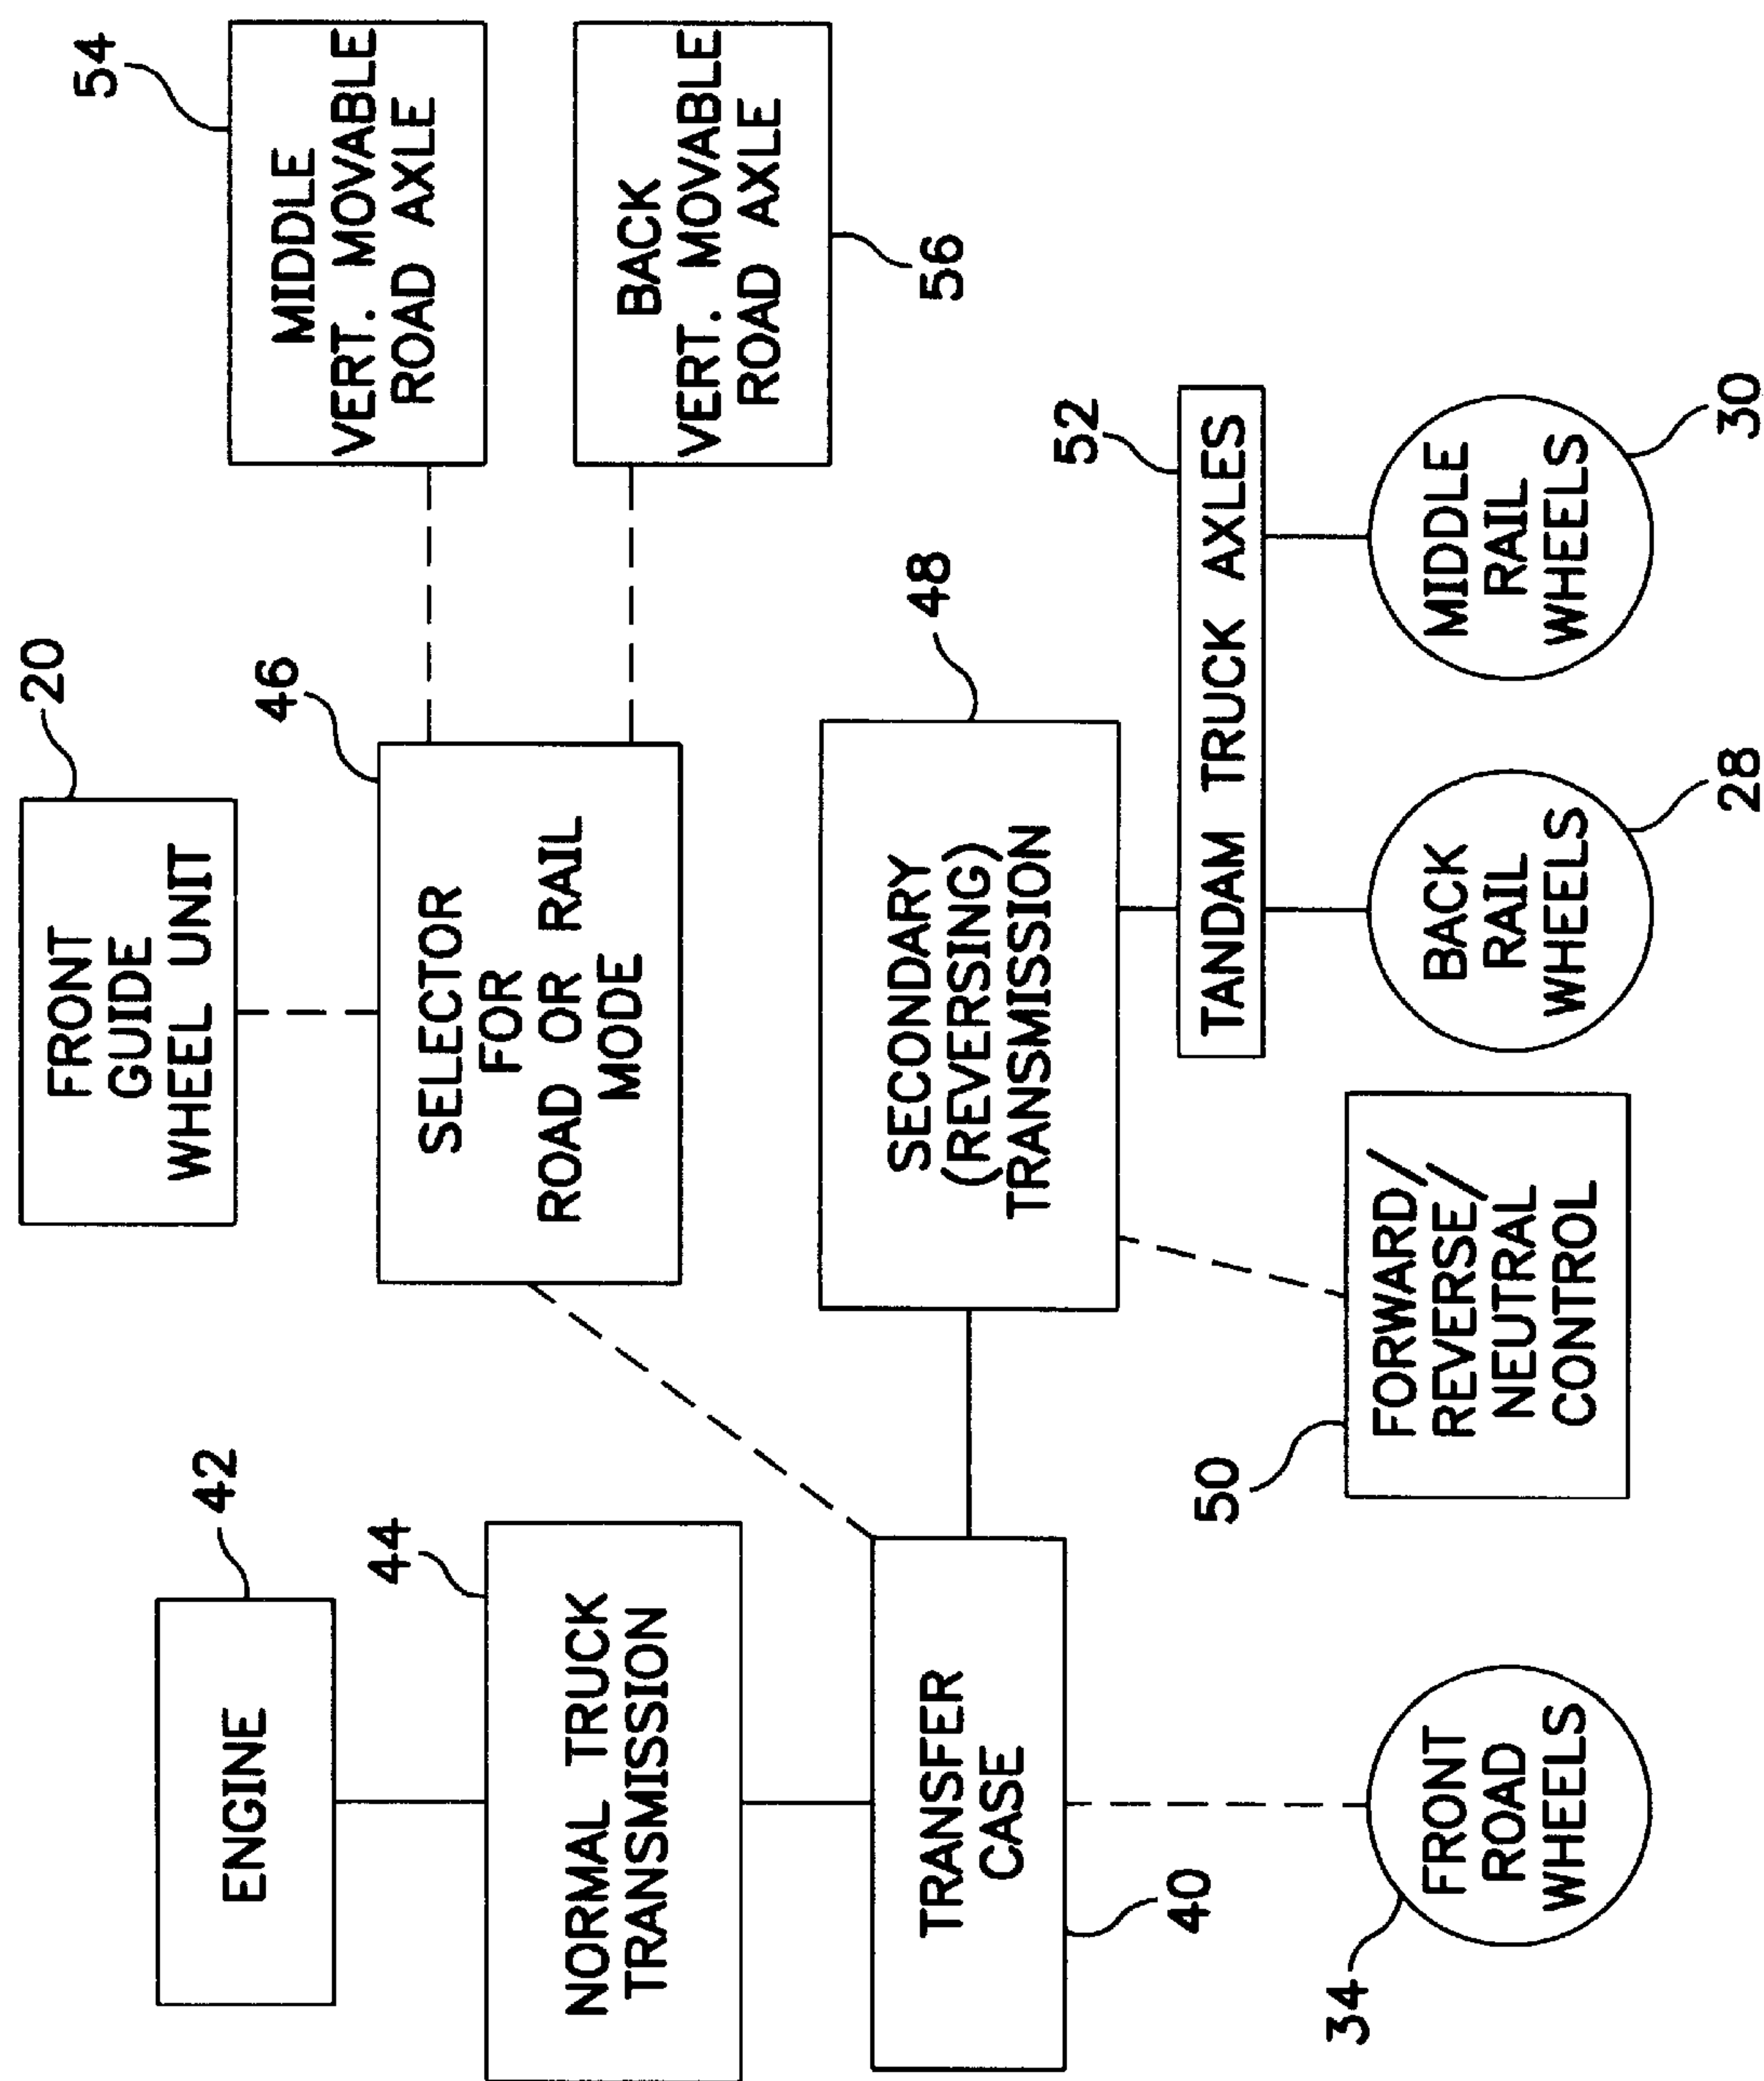 20
FRONT
GUIDE
WHEEL UNIT
54
MIDDLE
VERT. MOVABLE
ROAD AXLE
42
ENGINE
46
SELECTOR
FOR
ROAD OR RAIL
MODE
BACK
VERT. MOVABLE
ROAD AXLE
56
44
NORMAL TRUCK
TRANSMISSION
48
SECONDARY
(REVERSING)
TRANSMISSION
TRANSFER
CASE
40
52
TANDAM TRUCK AXLES
50
FORWARD/
REVERSE/
NEUTRAL
CONTROL
34
FRONT
ROAD
WHEELS
BACK
RAIL
WHEELS
28
MIDDLE
RAIL
WHEELS
30